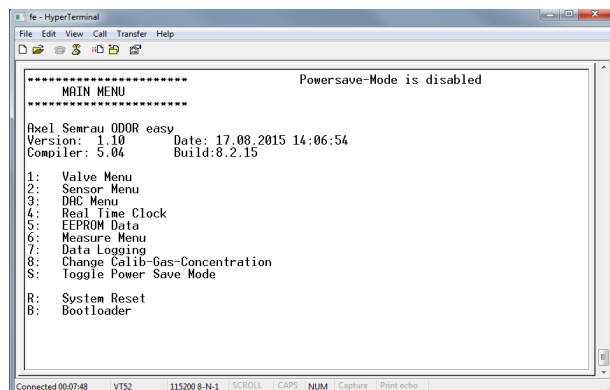 fe - HyperTerminal
File Edit View Call Transfer Help
*********************** Powersave-Mode is disabled
MAIN MENU
***********************
Axel Semrau ODOR easy
Version: 1.10 Date: 17.08.2015 14:06:54
Compiler: 5.04 Build:8.2.15
1: Valve Menu
2: Sensor Menu
3: DAC Menu
4: Real Time Clock
5: EEPROM Data
6: Measure Menu
7: Data Logging
8: Change Calib-Gas-Concentration
S: Toggle Power Save Mode
R: System Reset
B: Bootloader
Connected 00:07:48 VT52 115200 8-N-1 SCROLL CAPS NUM Capture Print echo